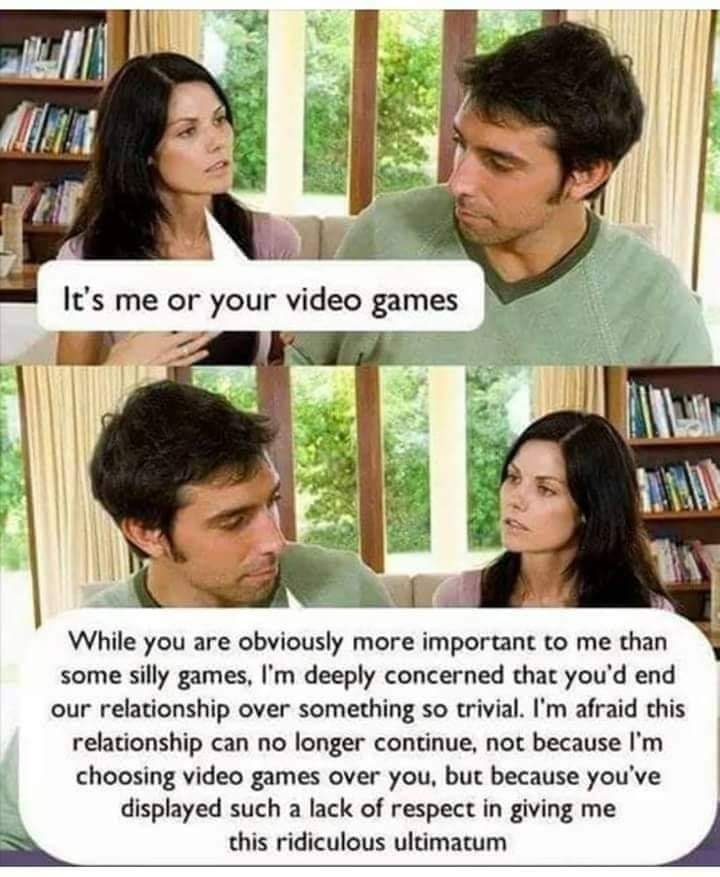 It's me or your video games
While you are obviously more important to me than
some silly games, I'm deeply concerned that you'd end
our relationship over something so trivial. I'm afraid this
relationship can no longer continue, not because I'm
choosing video games over you, but because you've
displayed such a lack of respect in giving me
this ridiculous ultimatum